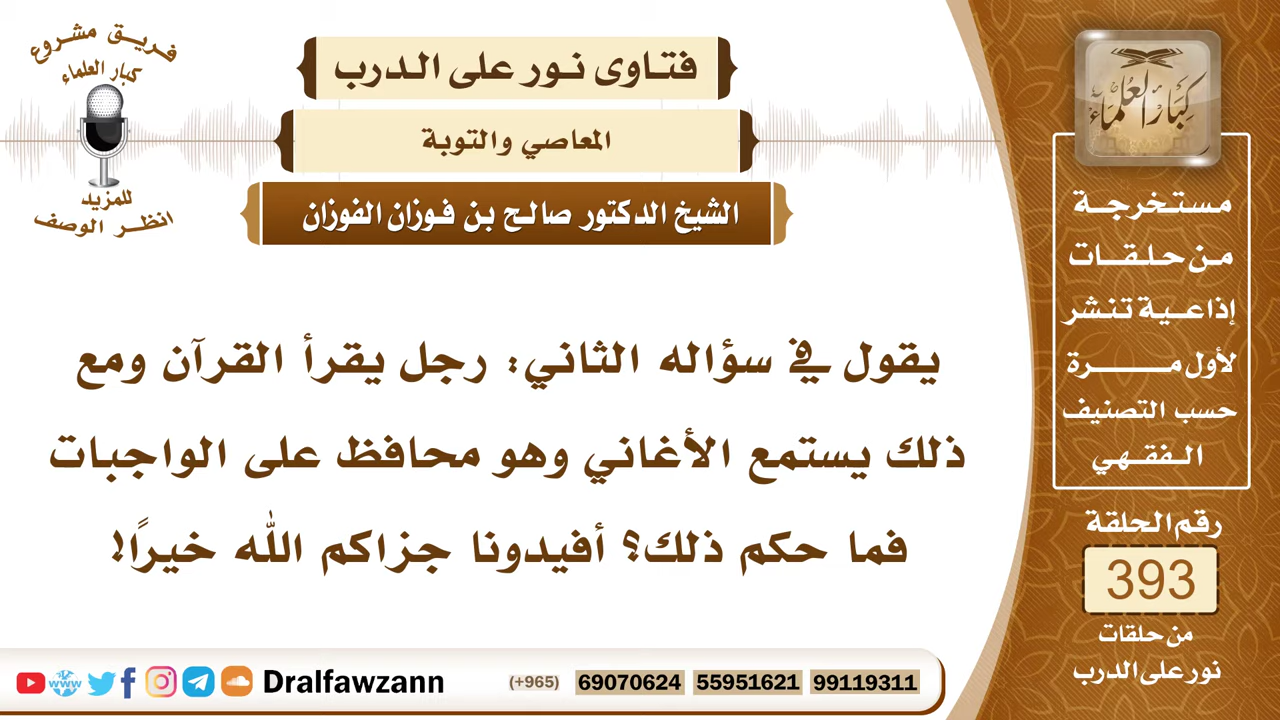 فريق مشروع
كبار العلماء
للمزيد
انظر الوصف
فتاوى نور على الدرب
المعاصي والتوبة
الشيخ الدكتور صالح بن فوزان الفوزان
يقول في سؤاله الثاني: رجل يقرأ القرآن ومع
ذلك يستمع الأغاني وهو محافظ على الواجبات
فما حكم ذلك؟ أفيدونا جزاكم الله خيرًا!
كبار العلماء
مستخرجة
من حلقات
إذاعية تنشر
لأول مرة
حسب التصنيف
الفقهي
رقم الحلقة
393
من حلقات
نور على الدرب
www
Dralfawzann
(+965) 69070624 55951621 99119311